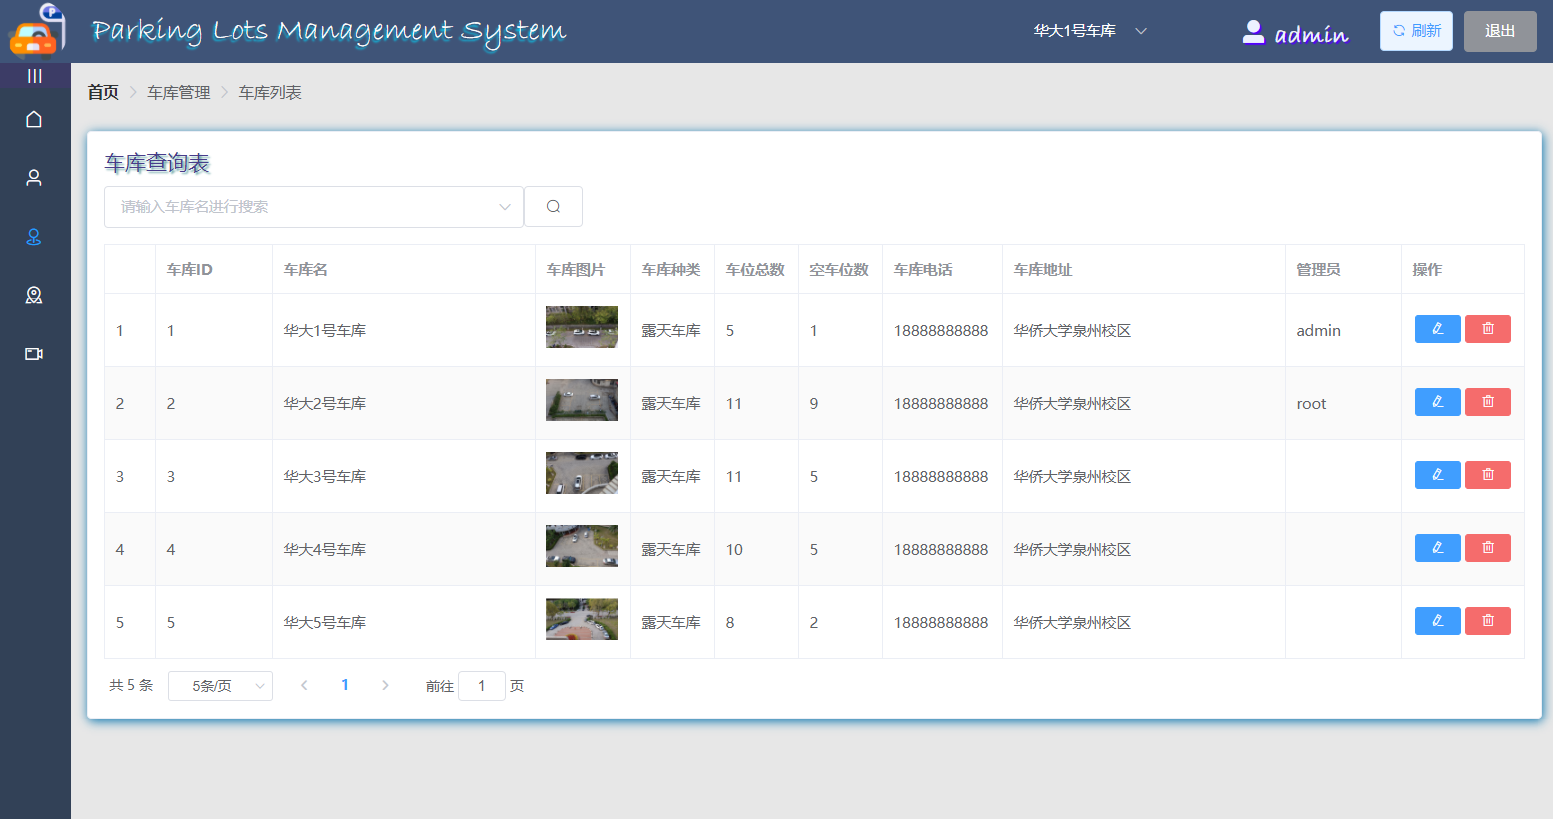 Parking Lots Management System 华大1号车库 admin 刷新 退出
首页 车库管理 车库列表
车库查询表
请输入车库名进行搜索
车库ID 车库名 车库图片 车库种类 车位总数 空车位数 车库电话 车库地址 管理员 操作
1 1 华大1号车库 露天车库 5 1 18888888888 华侨大学泉州校区 admin
2 2 华大2号车库 露天车库 11 9 18888888888 华侨大学泉州校区 root
3 3 华大3号车库 露天车库 11 5 18888888888 华侨大学泉州校区
4 4 华大4号车库 露天车库 10 5 18888888888 华侨大学泉州校区
5 5 华大5号车库 露天车库 8 2 18888888888 华侨大学泉州校区
共 5 条 5条/页 1 前往 1 页